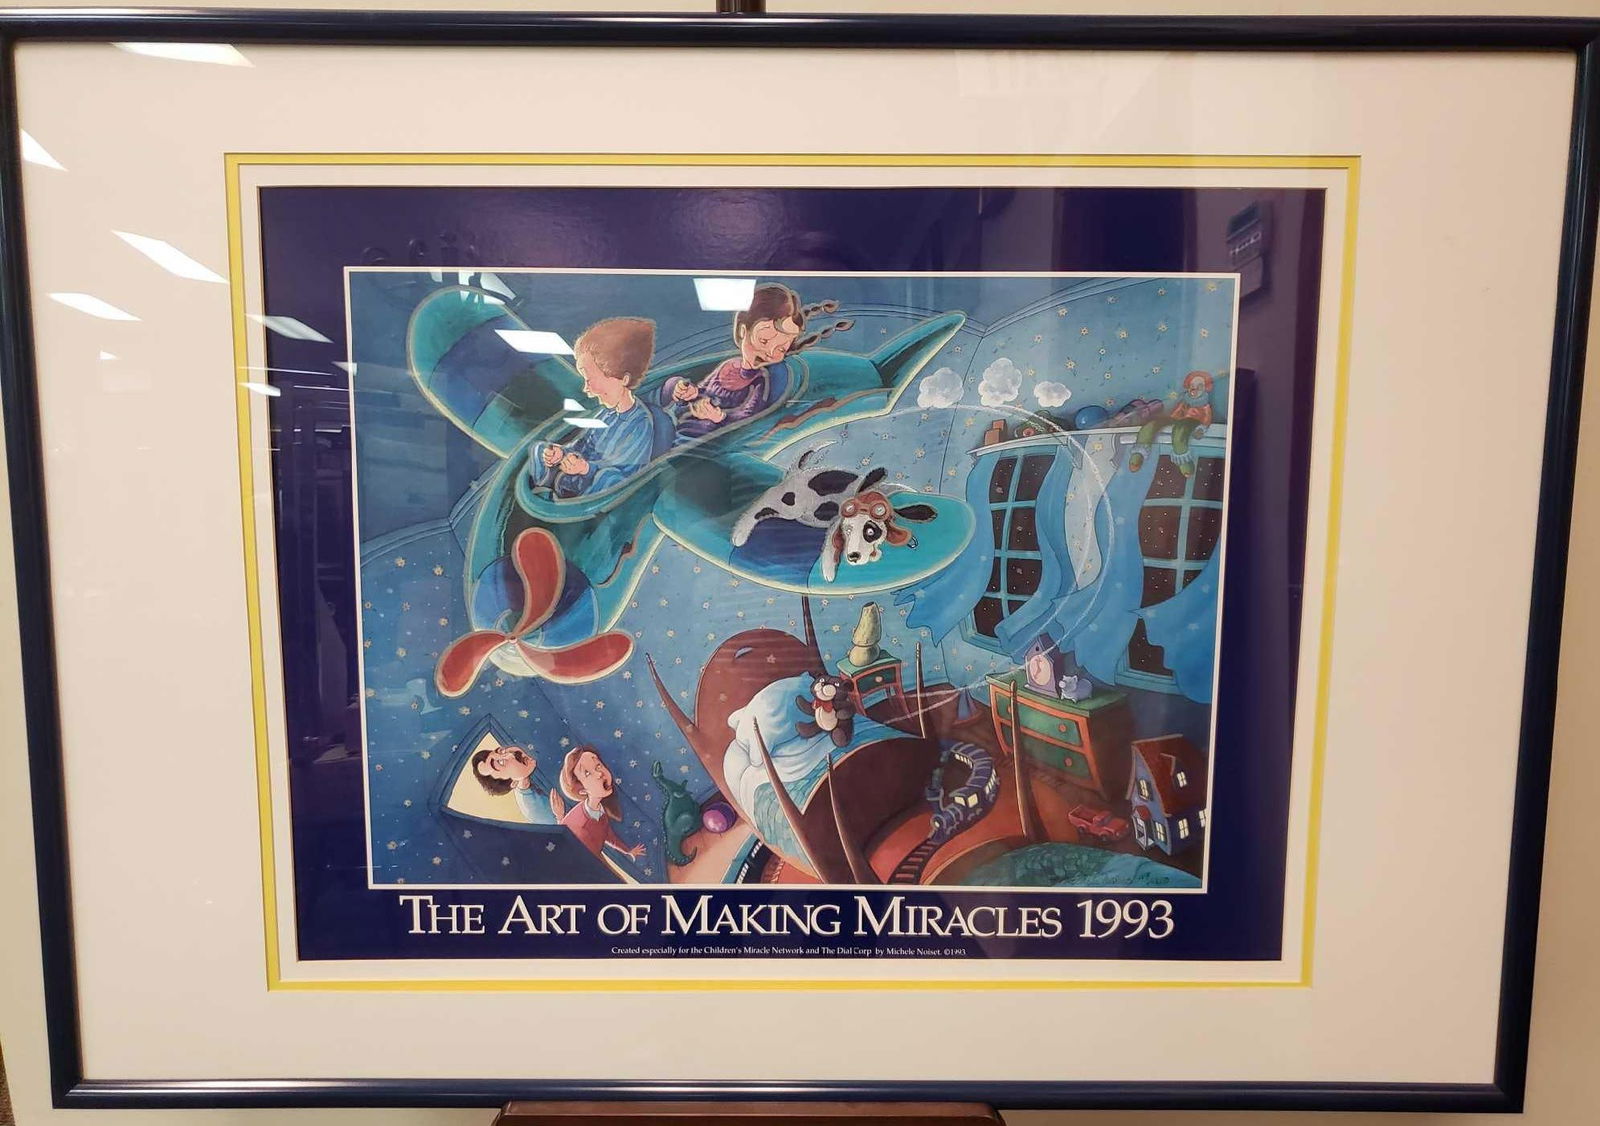 THE ART OF MAKING MIRACLES 1993
Created especially for the Children's Miracle Network and The Dial Corp by Michele Noiset. ©1993